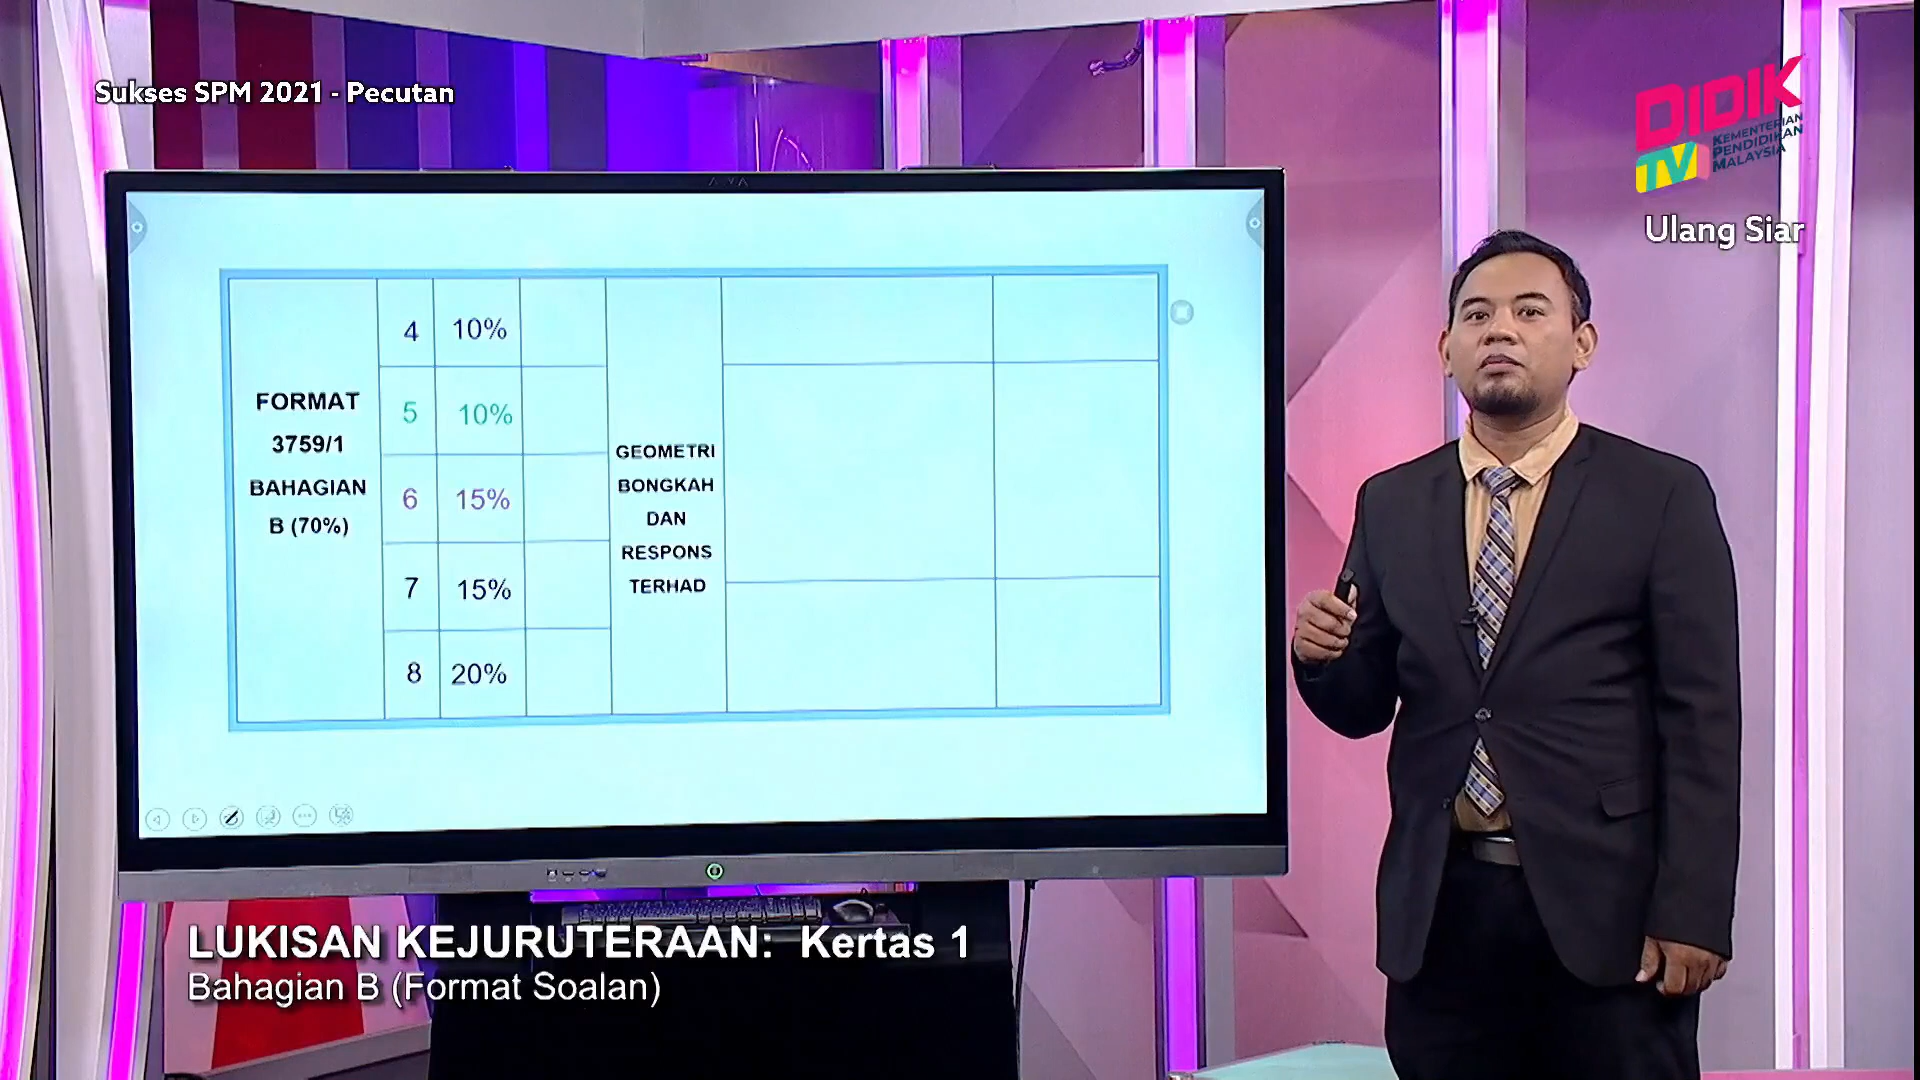 Sukses SPM 2021 - Pecutan
DIDIK
TV
KEMENTERIAN
PENDIDIKAN
MALAYSIA
Ulang Siar
FORMAT
3759/1
BAHAGIAN
B (70%)
4 10%
5 10%
6 15%
7 15%
8 20%
GEOMETRI
BONGKAH
DAN
RESPONS
TERHAD
LUKISAN KEJURUTERAAN: Kertas 1
Bahagian B (Format Soalan)